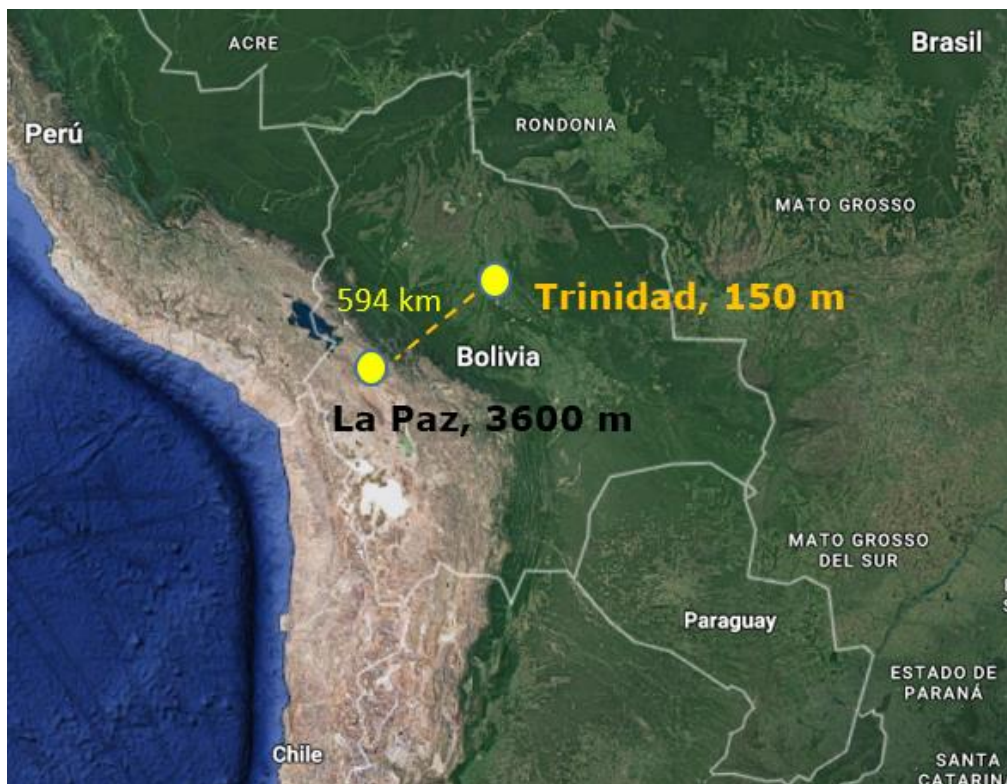 ACRE
Brasil
Perú
RONDONIA
MATO GROSSO
594 km
Trinidad, 150 m
Bolivia
La Paz, 3600 m
MATO GROSSO
DEL SUR
Paraguay
ESTADO DE
PARANÁ
Chile
SANTA
CATARIN